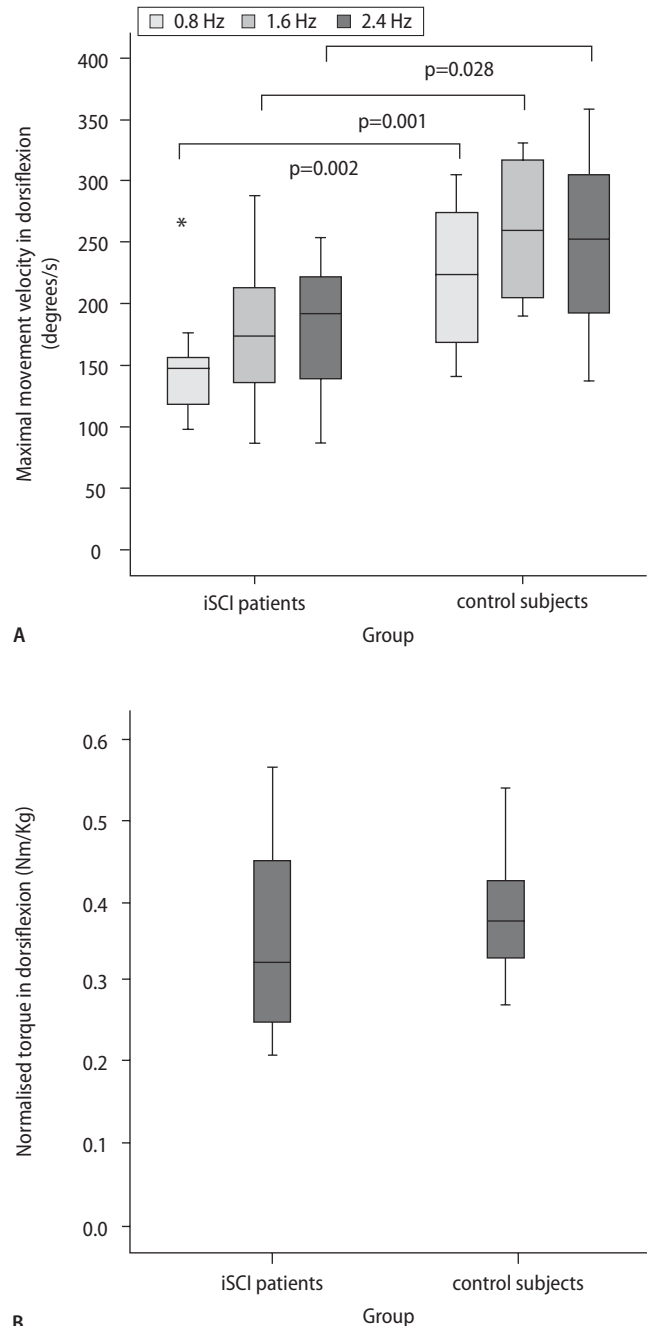 0.8 Hz 1.6 Hz 2.4 Hz
400
350
300
250
200
150
100
50
0
Maximal movement velocity in dorsiflexion
(degrees/s)
p=0.028
p=0.001
p=0.002
*
iSCI patients control subjects
Group
A
0.6
0.5
0.4
0.3
0.2
0.1
0.0
Normalised torque in dorsiflexion (Nm/Kg)
iSCI patients control subjects
Group
B